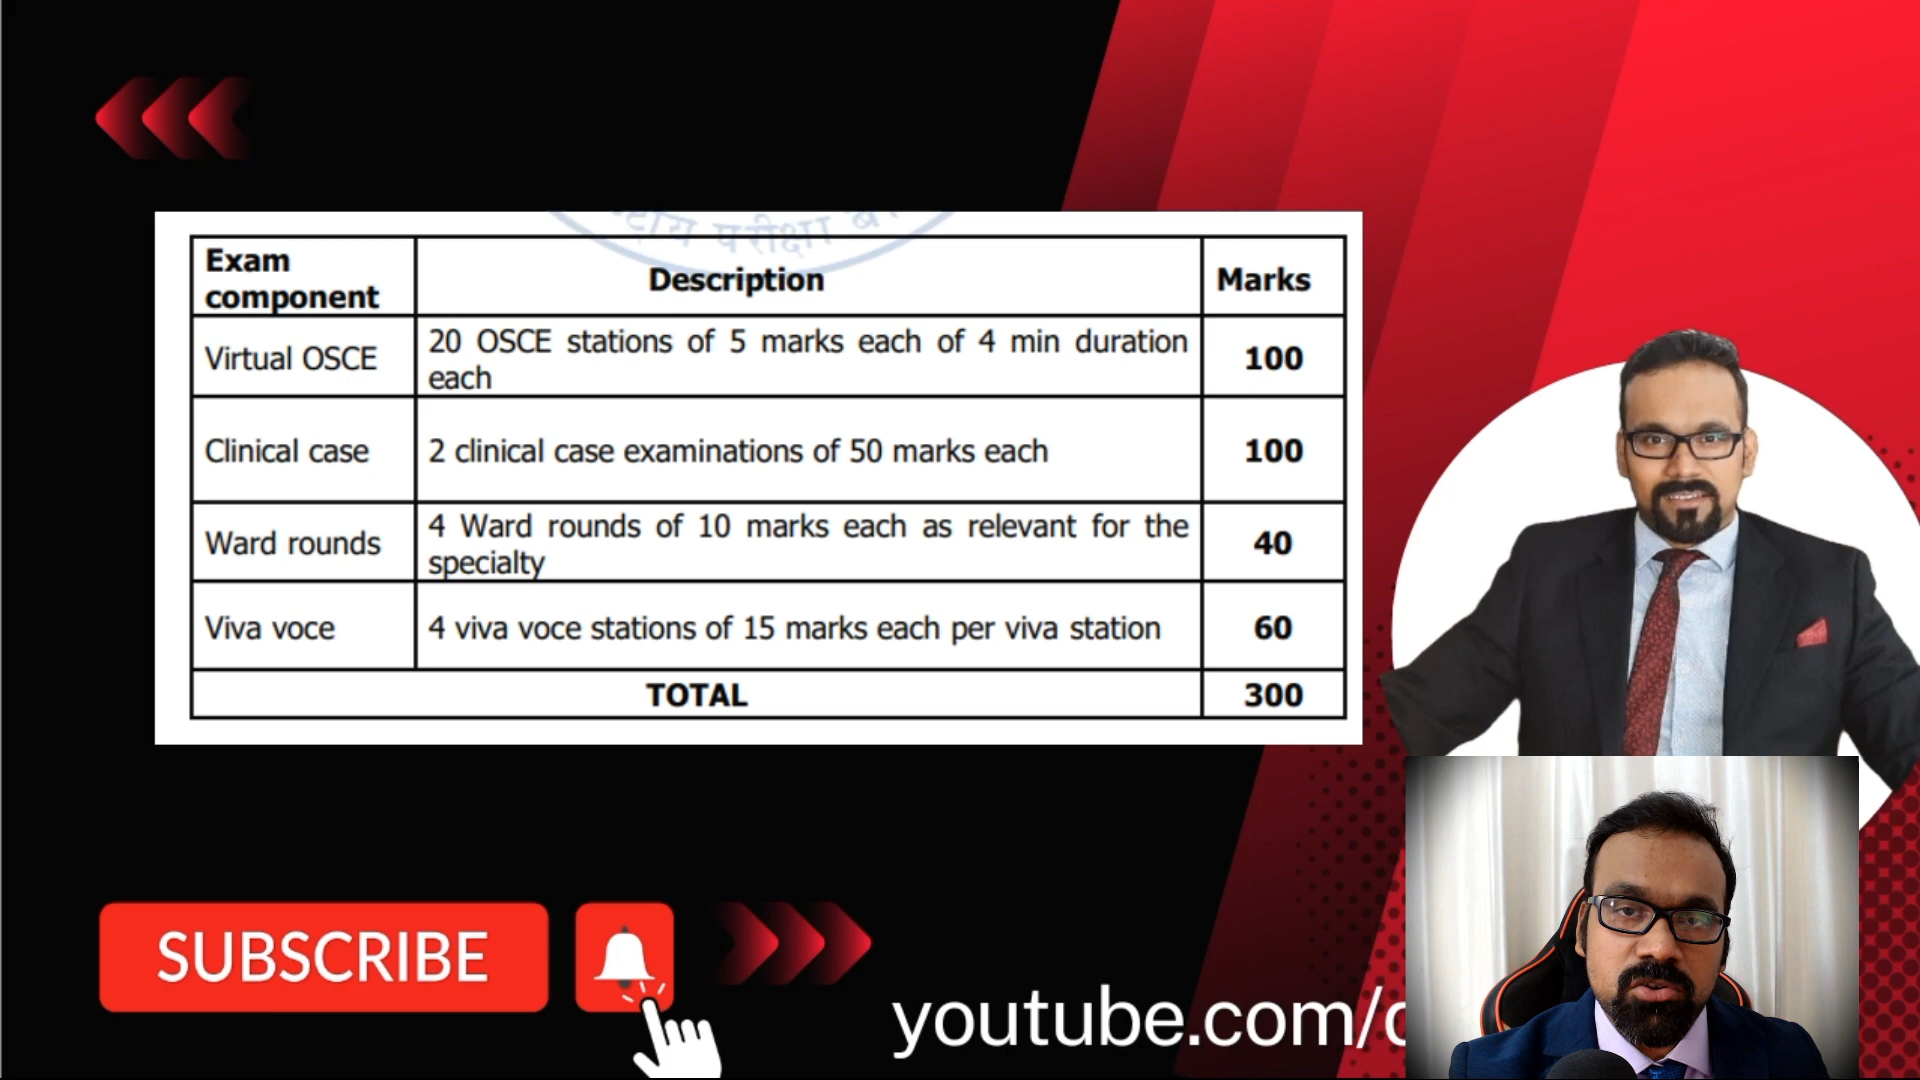 परीक्षा
Exam
component
Description
Marks
Virtual OSCE
20 OSCE stations of 5 marks each of 4 min duration
each
100
Clinical case
2 clinical case examinations of 50 marks each
100
Ward rounds
4 Ward rounds of 10 marks each as relevant for the
specialty
40
Viva voce
4 viva voce stations of 15 marks each per viva station
60
TOTAL
300
SUBSCRIBE
youtube.com/